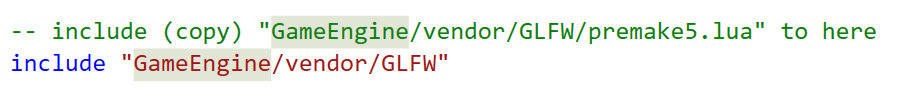 -- include (copy) "GameEngine/vendor/GLFW/premake5.lua" to here
include "GameEngine/vendor/GLFW"